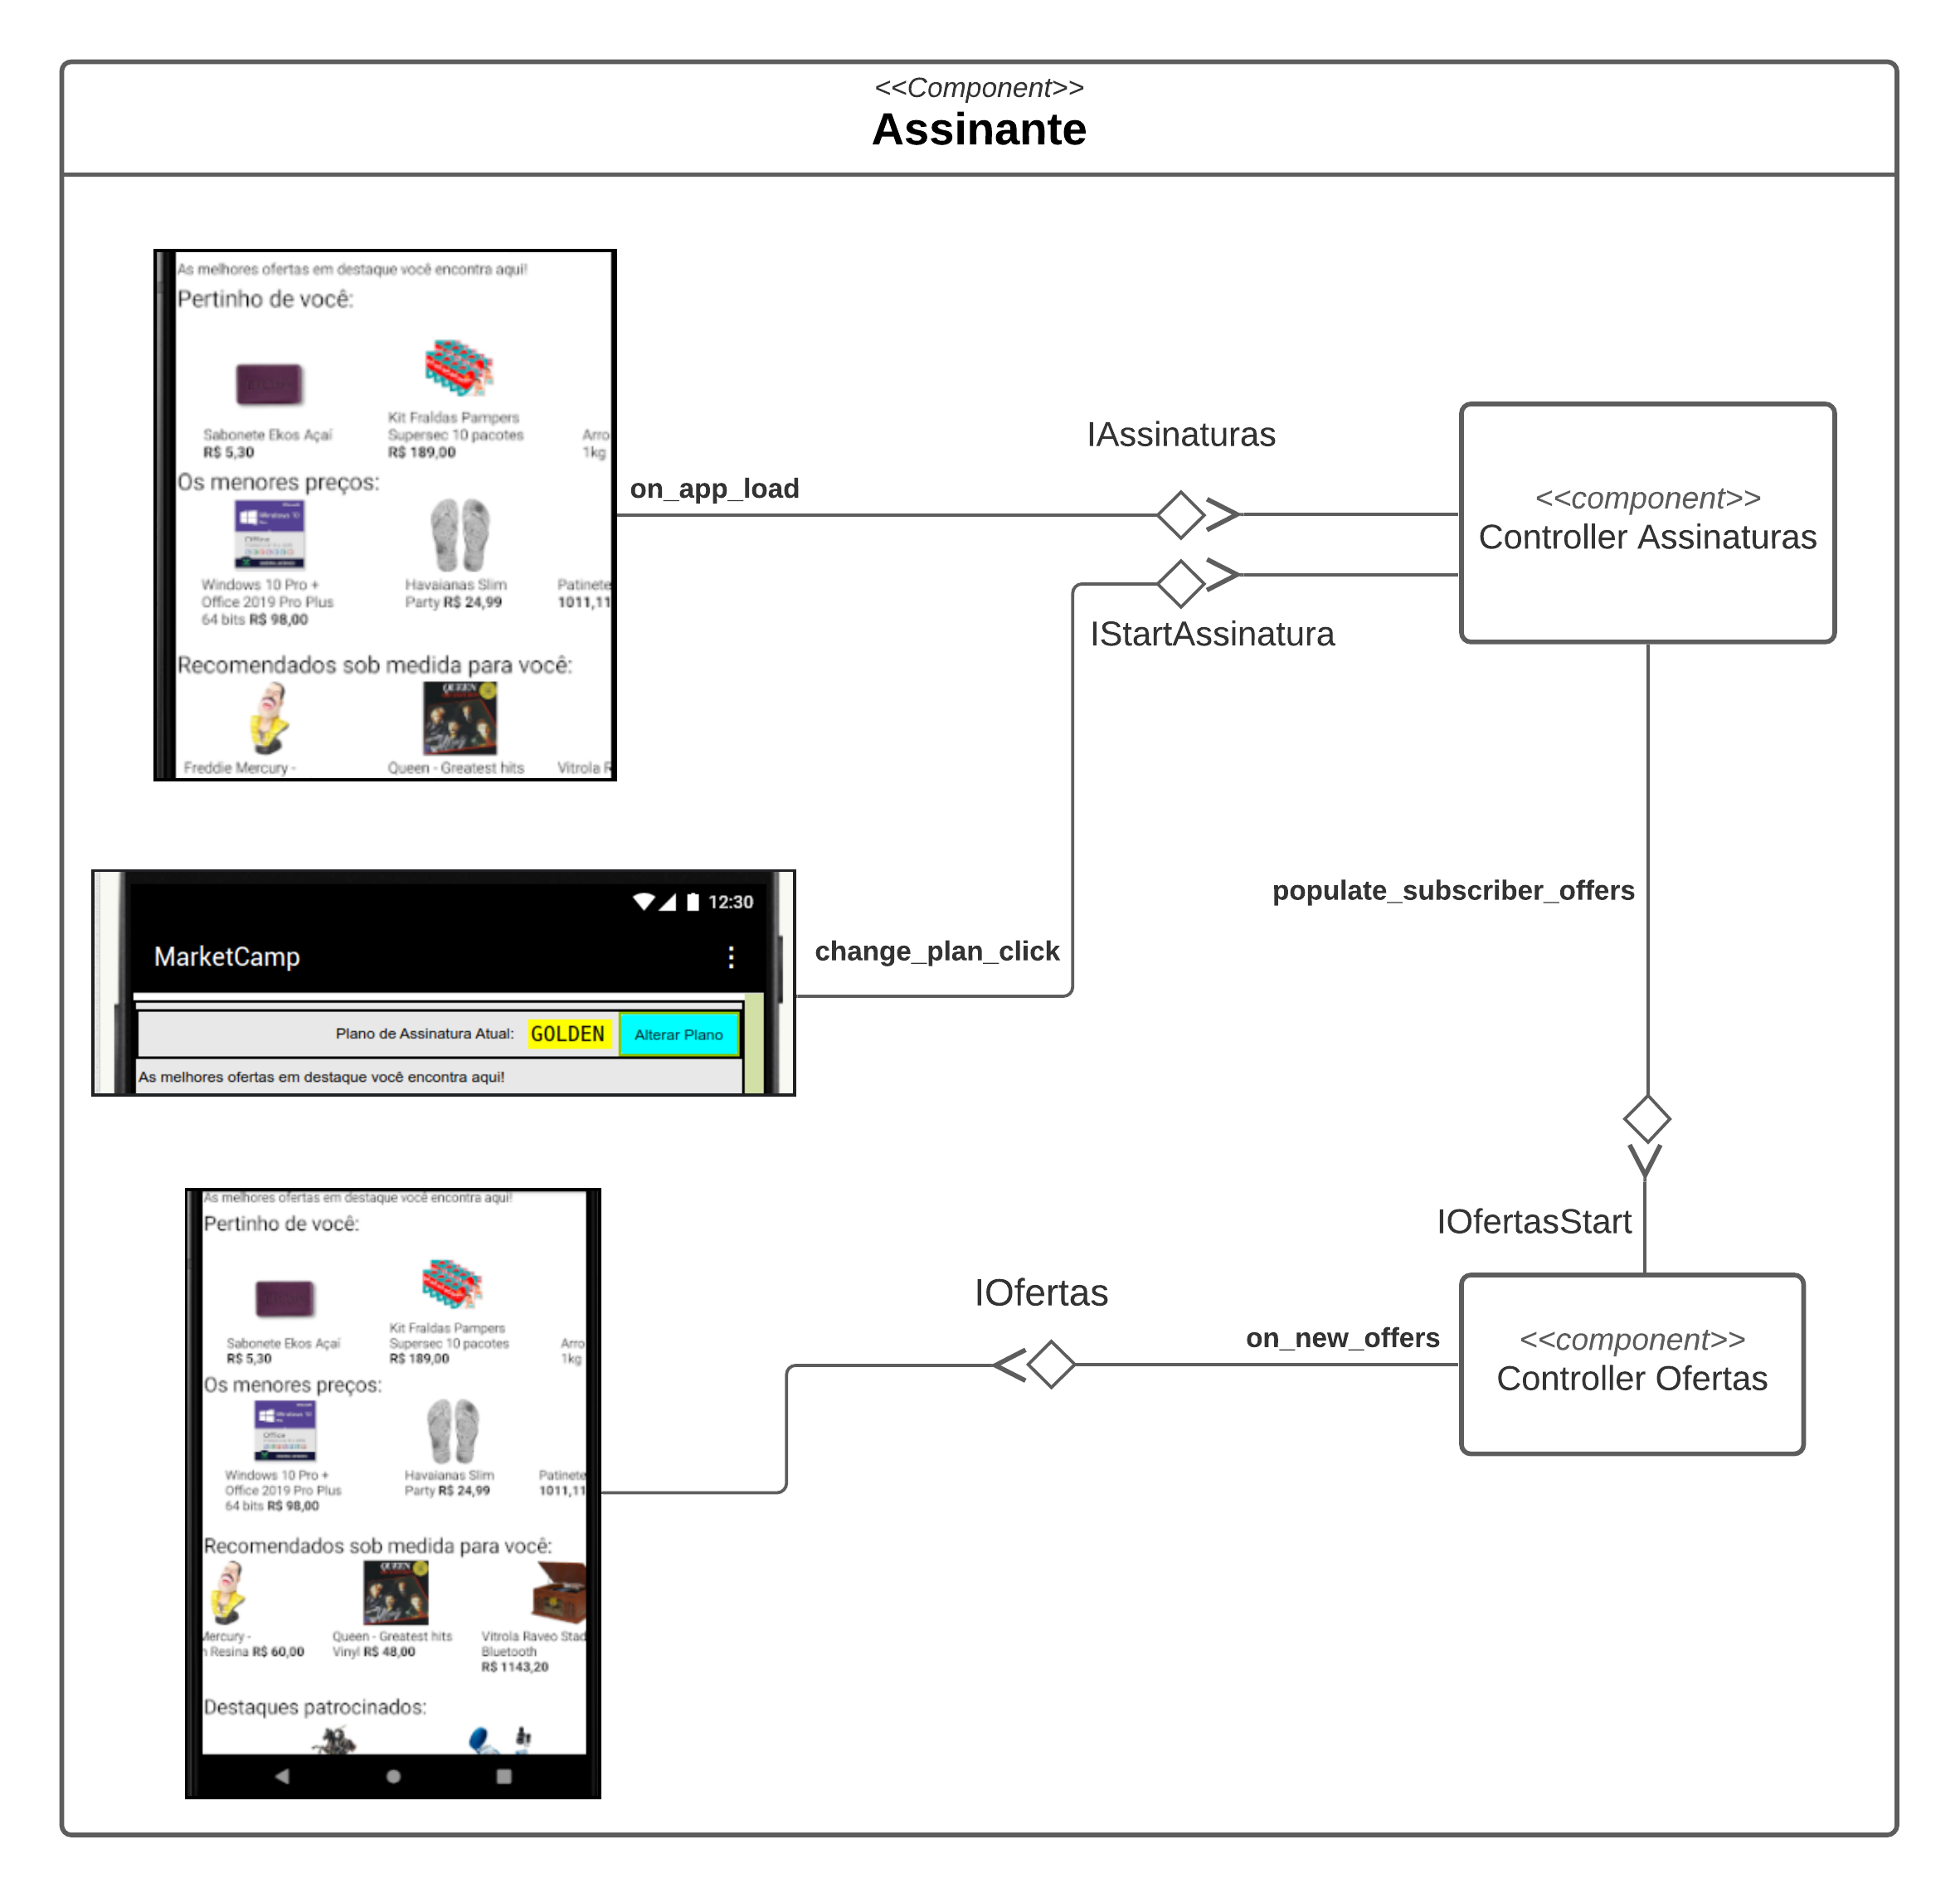 <<Component>>
Assinante
As melhores ofertas em destaque você encontra aqui!
Pertinho de você:
Sabonete Ekos Açaí
R$ 5,30
Kit Fraldas Pampers
Supersec 10 pacotes
R$ 189,00
Arro
1kg
Os menores preços:
Windows 10 Pro +
Office 2019 Pro Plus
64 bits R$ 98,00
Havaianas Slim
Party R$ 24,99
Patinete
1011,11
Recomendados sob medida para você:
QUEEN
Freddie Mercury -
Queen - Greatest hits
Vitrola R
on_app_load
IAssinaturas
IStartAssinatura
<<component>>
Controller Assinaturas
12:30
MarketCamp
Plano de Assinatura Atual:
GOLDEN
Alterar Plano
As melhores ofertas em destaque você encontra aqui!
change_plan_click
populate_subscriber_offers
IOfertasStart
<<component>>
Controller Ofertas
on_new_offers
IOfertas
As melhores ofertas em destaque você encontra aqui!
Pertinho de você:
Sabonete Ekos Açaí
R$ 5,30
Kit Fraldas Pampers
Supersec 10 pacotes
R$ 189,00
Arro
1kg
Os menores preços:
Windows 10 Pro +
Office 2019 Pro Plus
64 bits R$ 98,00
Havaianas Slim
Party R$ 24,99
Patinete
1011,11
Recomendados sob medida para você:
QUEEN
Mercury -
n Resina R$ 60,00
Queen - Greatest hits
Vinyl R$ 48,00
Vitrola Raveo Stad
Bluetooth
R$ 1143,20
Destaques patrocinados: